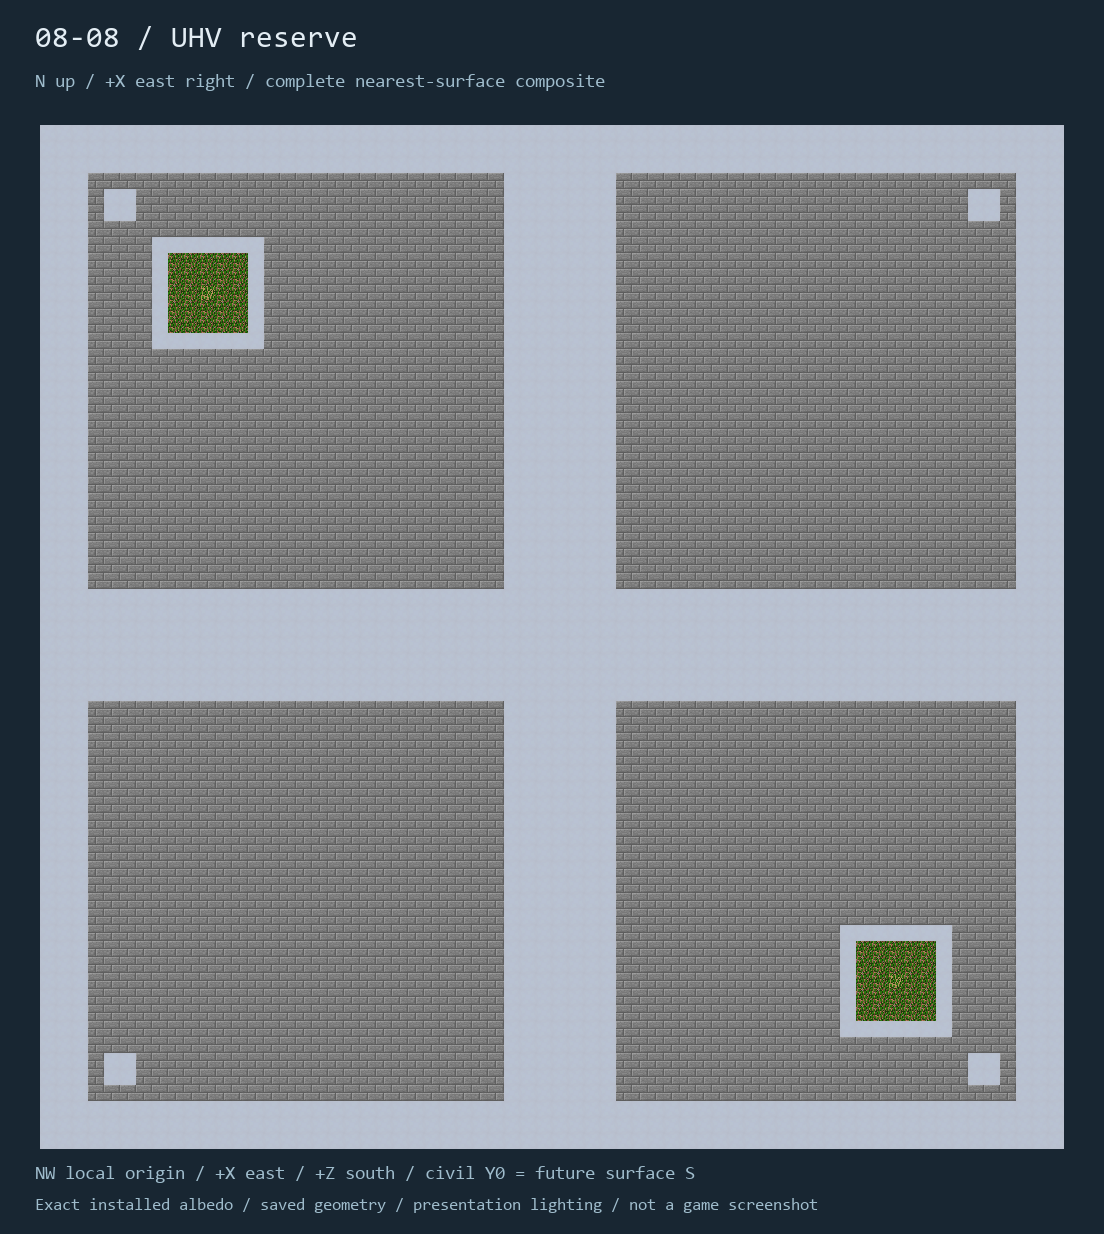 08-08 / UHV reserve
N up / +X east right / complete nearest-surface composite
NW local origin / +X east / +Z south / civil Y0 = future surface S
Exact installed albedo / saved geometry / presentation lighting / not a game screenshot